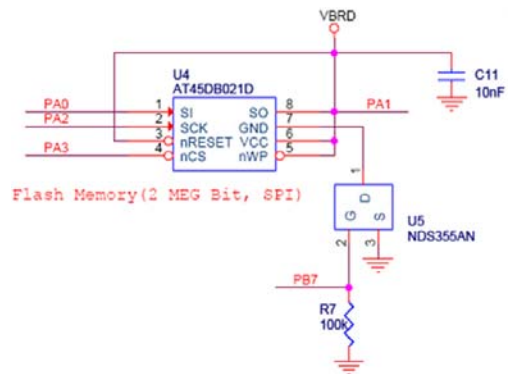 VBRD
U4
AT45DB021D
C11
10nF
PA0 1 SI SO 8 PA1
PA2 2 SCK GND 7
3 nRESET VCC 6
PA3 4 nCS nWP 5
Flash Memory(2 MEG Bit, SPI)
1
D
G S
U5
NDS355AN
2 3
PB7
R7
100k